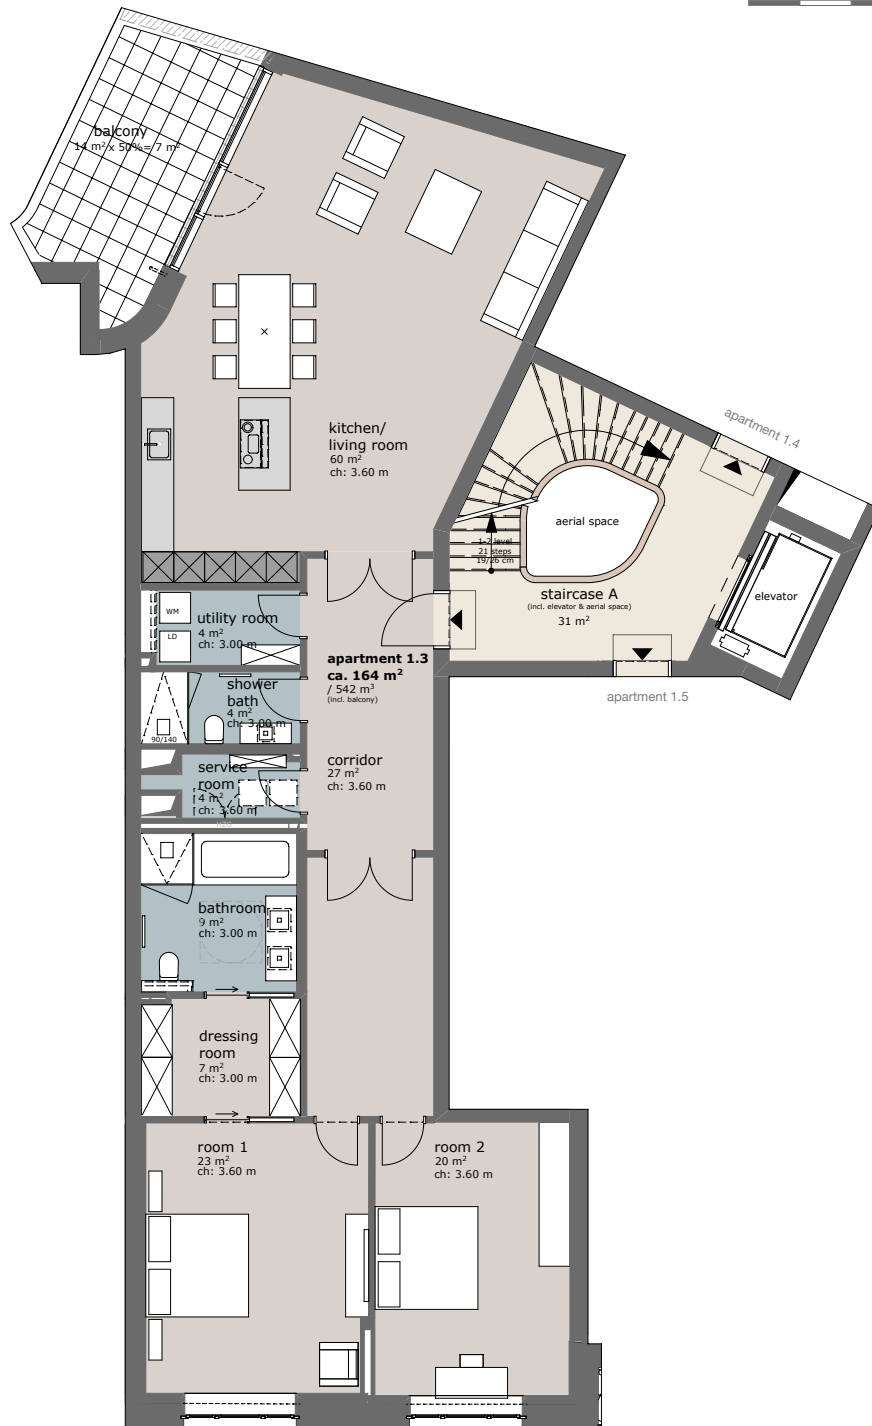 balcony
14 m² x 50%= 7 m²
kitchen/
living room
60 m²
ch: 3.60 m
apartment 1.4
aerial space
1-2 level
21 steps
19/26 cm
staircase A
(incl. elevator & aerial space)
31 m²
elevator
apartment 1.5
WM
LD
utility room
4 m²
ch: 3.00 m
apartment 1.3
ca. 164 m²
/ 542 m³
(incl. balcony)
shower
bath
4 m²
ch: 3.00 m
90/140
corridor
27 m²
ch: 3.60 m
service
room
4 m²
ch: 3.60 m
bathroom
9 m²
ch: 3.00 m
dressing
room
7 m²
ch: 3.00 m
room 1
23 m²
ch: 3.60 m
room 2
20 m²
ch: 3.60 m